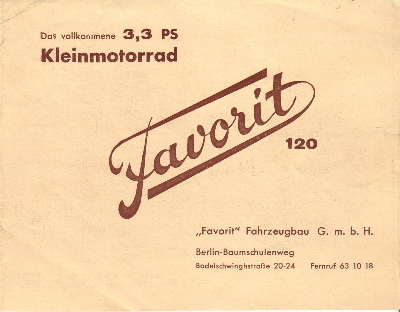 Das vollkommene 3,3 PS
Kleinmotorrad
Favorit
120
„Favorit" Fahrzeugbau G. m. b. H.
Berlin-Baumschulenweg
Bodelschwinghstraße 20-24 Fernruf 63 10 18